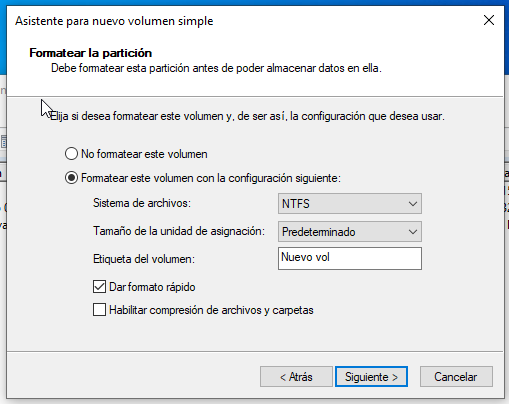 Asistente para nuevo volumen simple
Formatear la partición
Debe formatear esta partición antes de poder almacenar datos en ella.
Elija si desea formatear este volumen y, de ser así, la configuración que desea usar.
No formatear este volumen
Formatear este volumen con la configuración siguiente:
Sistema de archivos: NTFS
Tamaño de la unidad de asignación: Predeterminado
Etiqueta del volumen: Nuevo vol
Dar formato rápido
Habilitar compresión de archivos y carpetas
< Atrás Siguiente > Cancelar